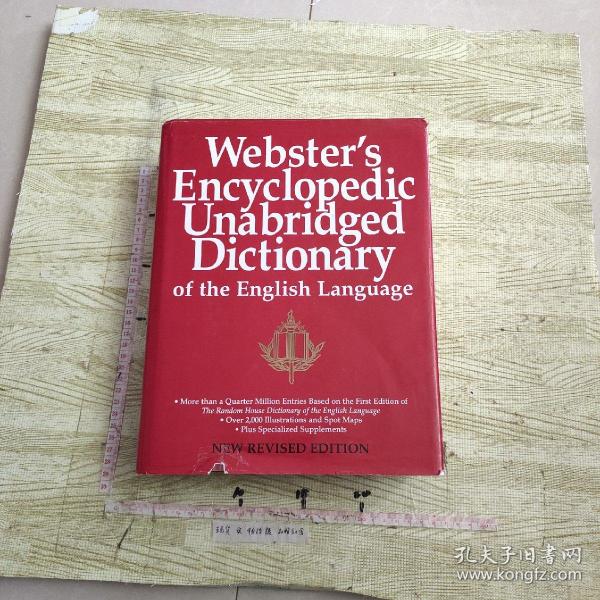 Webster's
Encyclopedic
Unabridged
Dictionary
of the English Language
• More than a Quarter Million Entries Based on the First Edition of
The Random House Dictionary of the English Language
• Over 2,000 Illustrations and Spot Maps
• Plus Specialized Supplements
NEW REVISED EDITION
孔夫子旧书网
www.kongfz.com